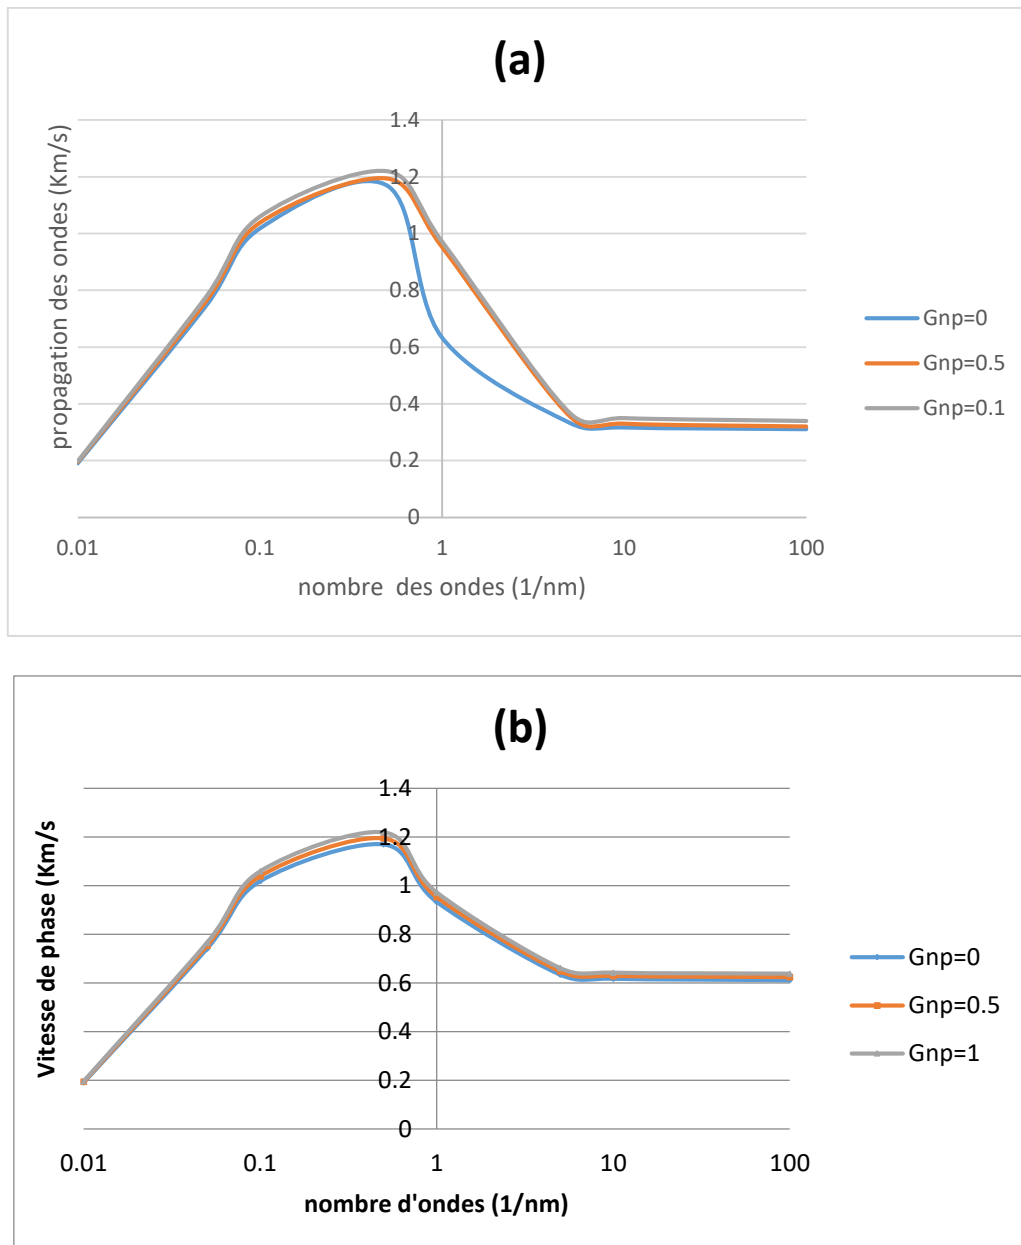 (a)
propagation des ondes (Km/s)
1.4
1.2
1
0.8
0.6
0.4
0.2
0
0.01 0.1 1 10 100
nombre  des ondes (1/nm)
Gnp=0
Gnp=0.5
Gnp=0.1
(b)
Vitesse de phase (Km/s
1.4
1.2
1
0.8
0.6
0.4
0.2
0
0.01 0.1 1 10 100
nombre d'ondes (1/nm)
Gnp=0
Gnp=0.5
Gnp=1